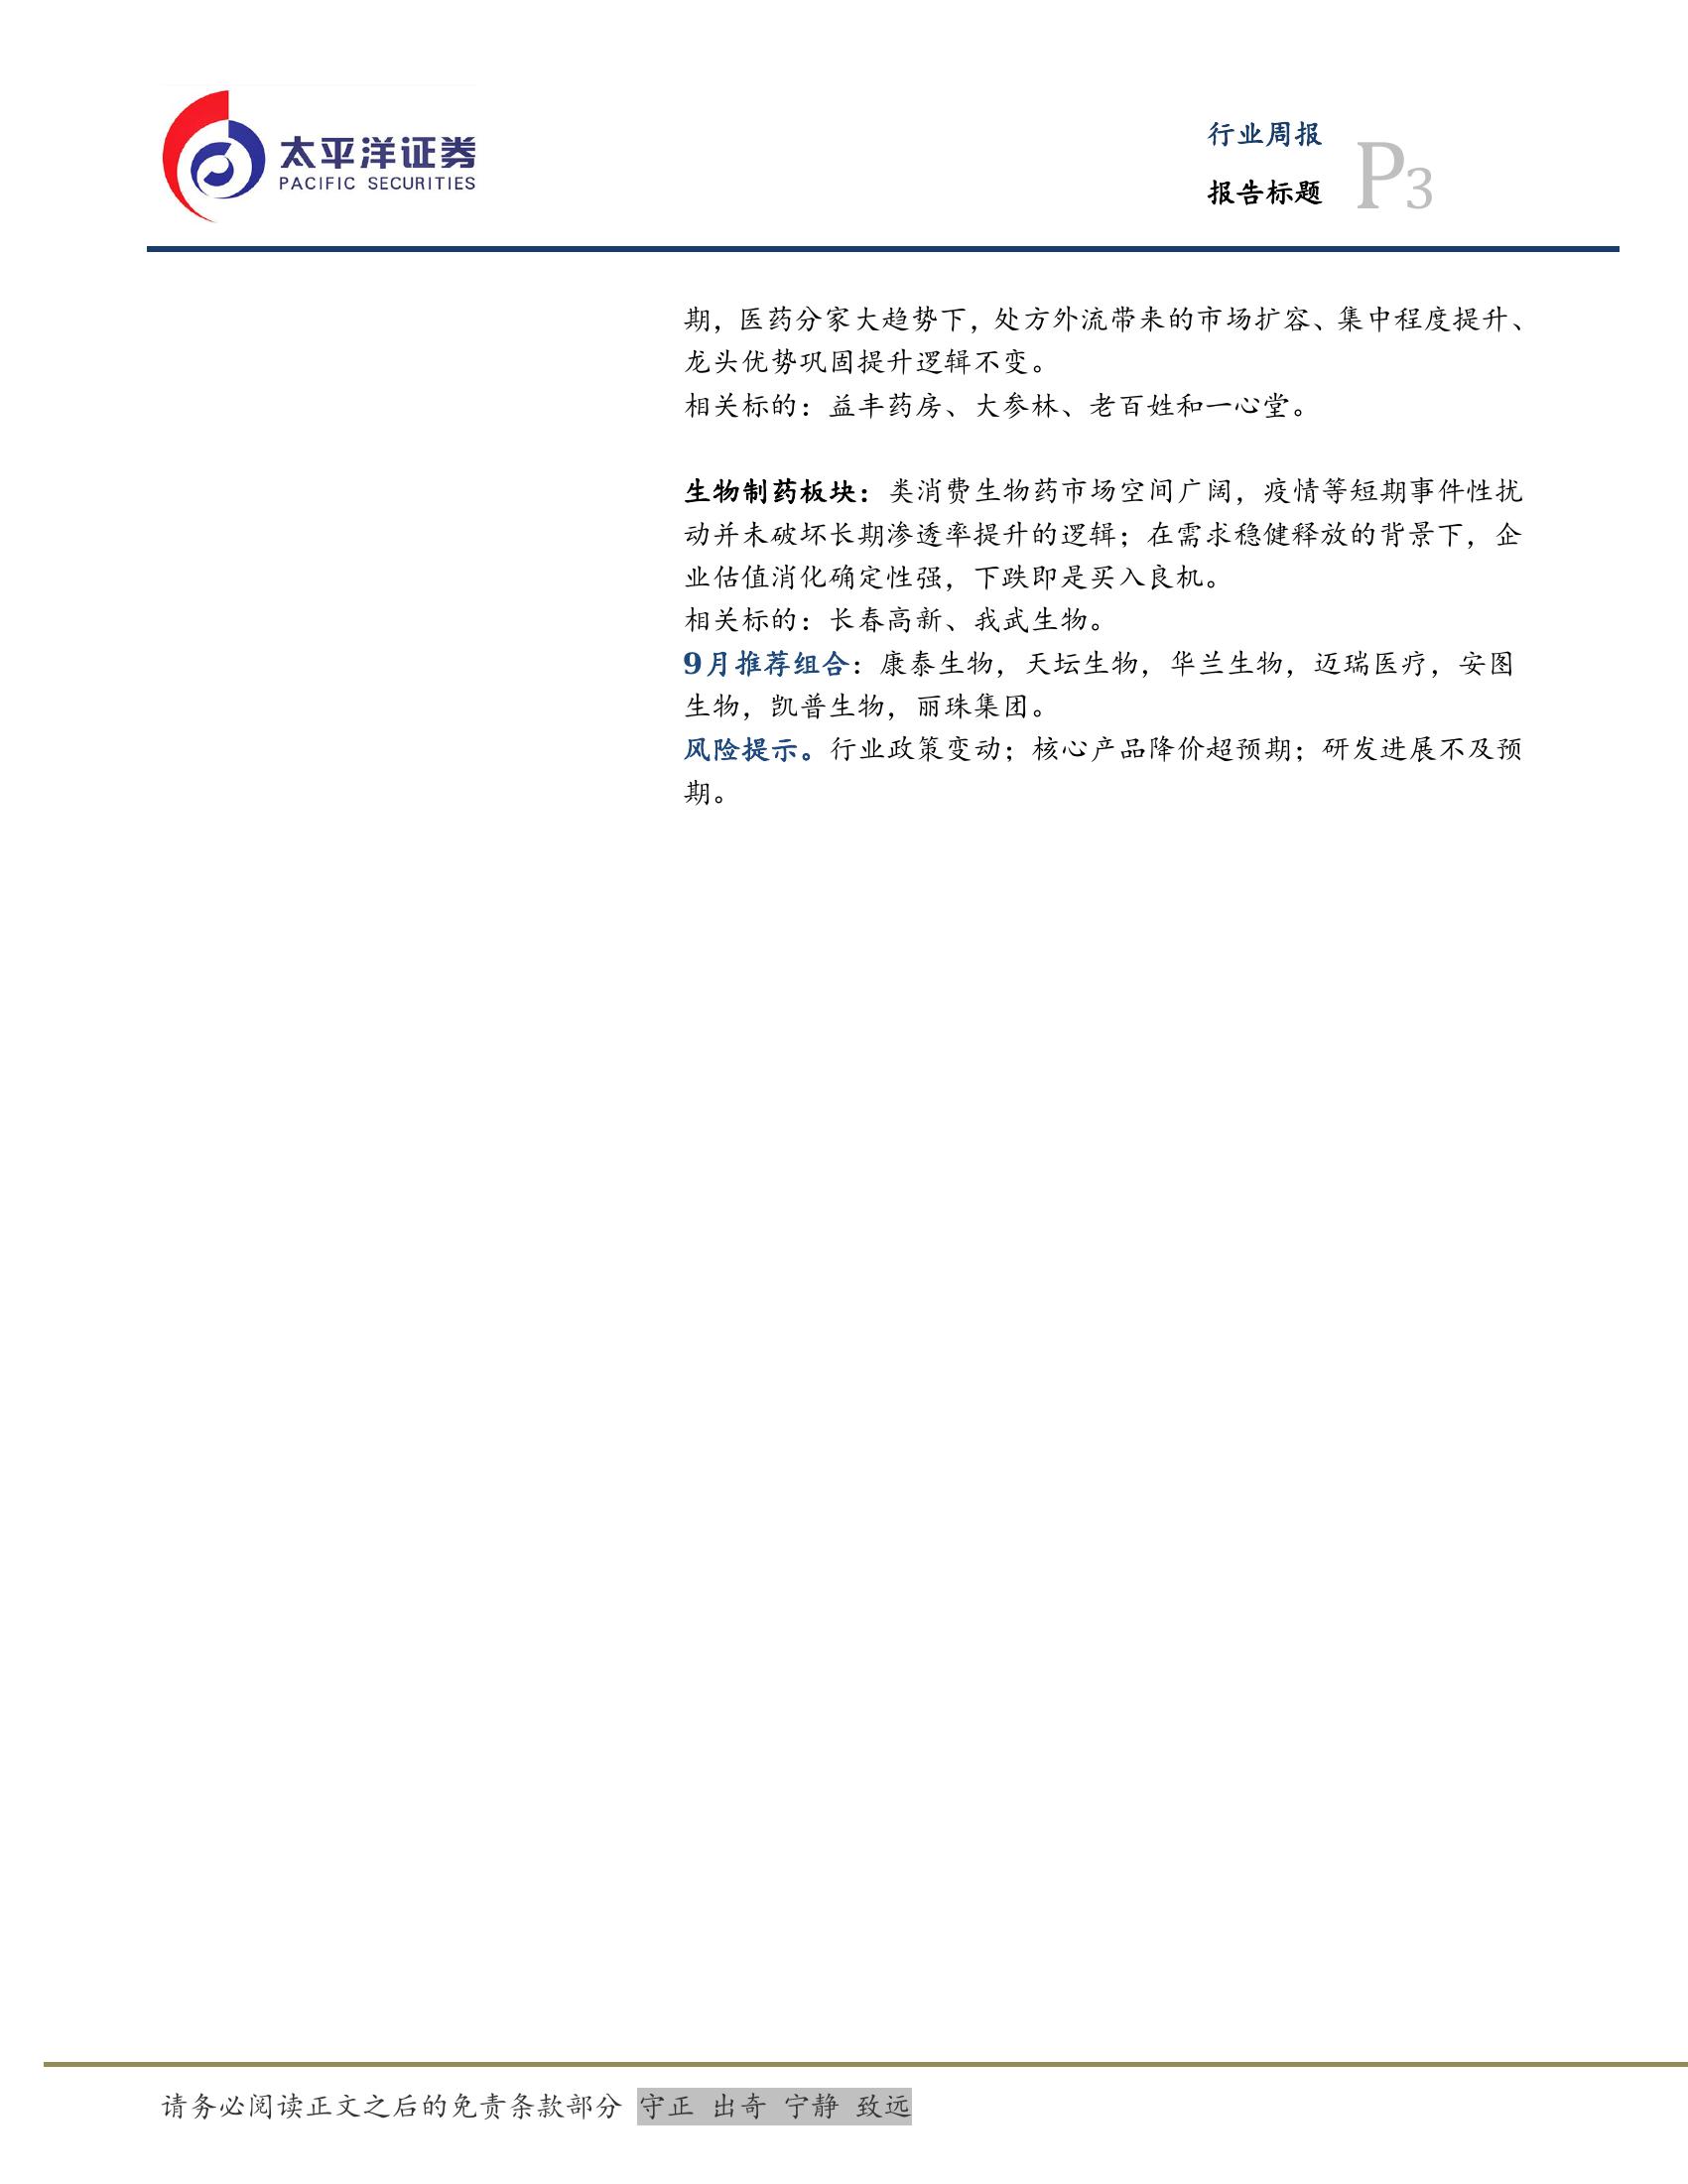 太平洋证券
PACIFIC SECURITIES
行业周报
报告标题
P3
期，医药分家大趋势下，处方外流带来的市场扩容、集中程度提升、
龙头优势巩固提升逻辑不变。
相关标的：益丰药房、大参林、老百姓和一心堂。
生物制药板块：类消费生物药市场空间广阔，疫情等短期事件性扰
动并未破坏长期渗透率提升的逻辑；在需求稳健释放的背景下，企
业估值消化确定性强，下跌即是买入良机。
相关标的：长春高新、我武生物。
9月推荐组合：康泰生物，天坛生物，华兰生物，迈瑞医疗，安图
生物，凯普生物，丽珠集团。
风险提示。行业政策变动；核心产品降价超预期；研发进展不及预
期。
请务必阅读正文之后的免责条款部分 守正 出奇 宁静 致远